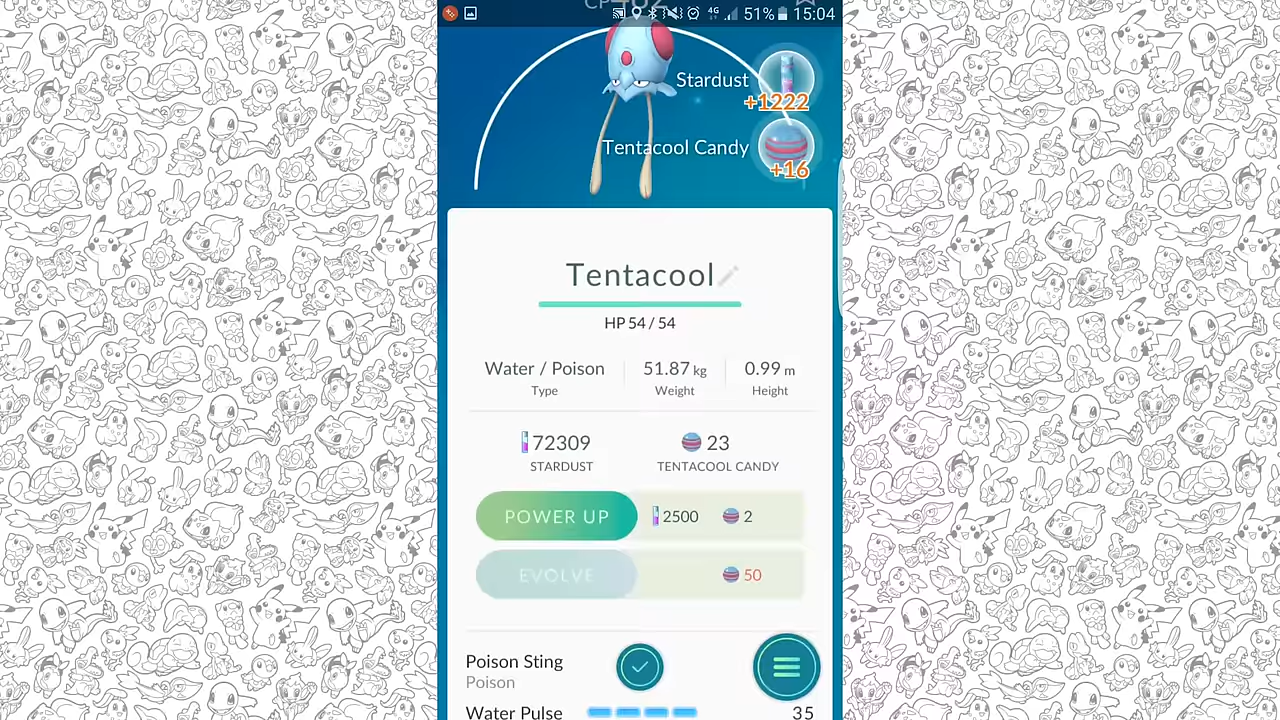 4G 51% 15:04
Stardust
+1222
Tentacool Candy
+16
Tentacool
HP 54 / 54
Water / Poison 51.87 kg 0.99 m
Type Weight Height
72309 23
STARDUST TENTACOOL CANDY
POWER UP 2500 2
EVOLVE 50
Poison Sting
Poison
Water Pulse 35